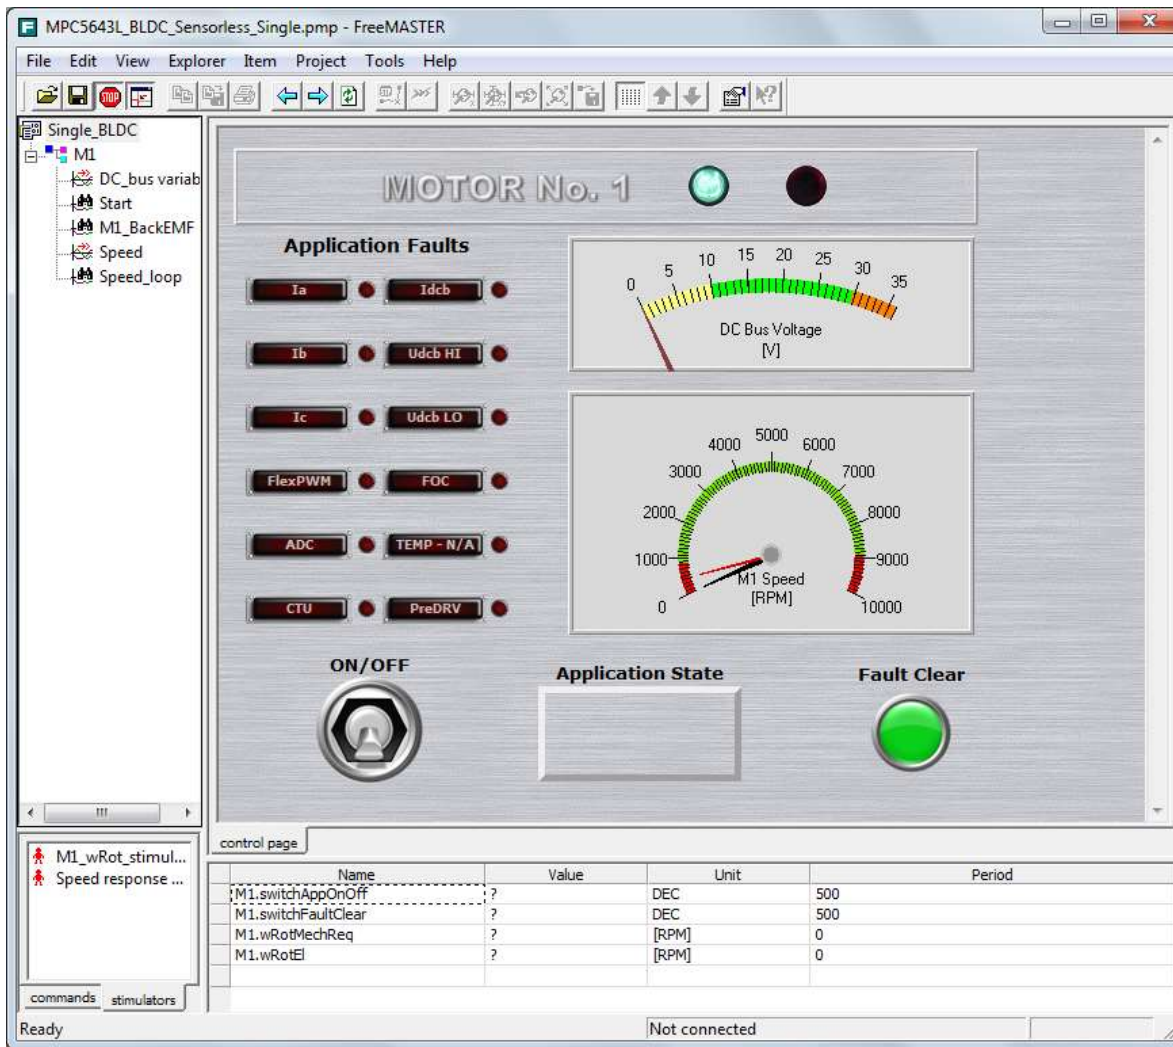 MPC5643L_BLDC_Sensorless_Single.pmp - FreeMASTER
File Edit View Explorer Item Project Tools Help
STOP
Single_BLDC
M1
DC_bus variab
Start
M1_BackEMF
Speed
Speed_loop
MOTOR No. 1
Application Faults
Ia Idcb
Ib Udcb HI
Ic Udcb LO
FlexPWM FOC
ADC TEMP - N/A
CTU PreDRV
0 5 10 15 20 25 30 35
DC Bus Voltage
[V]
0 1000 2000 3000 4000 5000 6000 7000 8000 9000 10000
M1 Speed
[RPM]
ON/OFF
Application State
Fault Clear
control page
M1_wRot_stimul...
Speed response ...
commands stimulators
Name Value Unit Period
M1.switchAppOnOff ? DEC 500
M1.switchFaultClear ? DEC 500
M1.wRotMechReq ? [RPM] 0
M1.wRotEl ? [RPM] 0
Ready Not connected